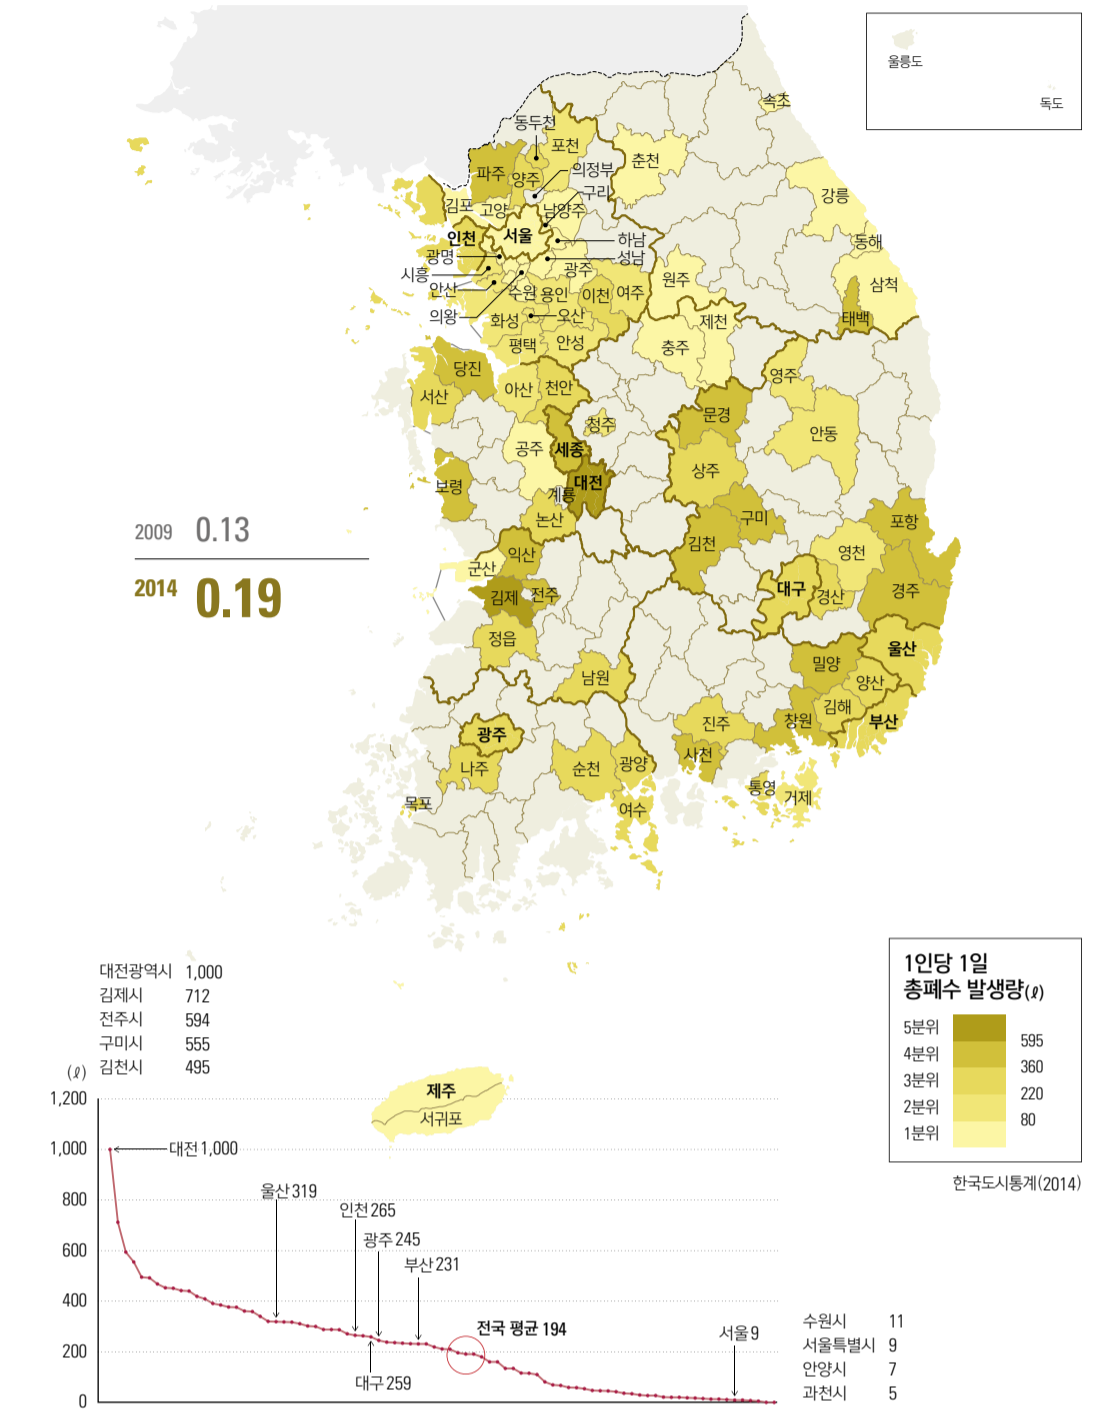 울릉도
독도
속초
동두천
포천
파주
양주
의정부
춘천
구리
김포
고양
남양주
강릉
인천
서울
하남
동해
광명
성남
시흥
광주
안산
수원
용인
이천
여주
원주
삼척
의왕
화성
오산
제천
태백
평택
안성
충주
당진
영주
아산
천안
서산
문경
청주
안동
공주
세종
상주
대전
보령
계룡
논산
구미
포항
2009 0.13
김천
익산
영천
군산
2014 0.19
김제
전주
대구
경산
경주
정읍
울산
밀양
남원
양산
김해
창원
부산
진주
광주
사천
나주
순천
광양
통영
거제
목포
여수
대전광역시 1,000
김제시 712
전주시 594
구미시 555
김천시 495
제주
서귀포
1인당 1일
총폐수 발생량(ℓ)
5분위
595
4분위
360
3분위
220
2분위
80
1분위
한국도시통계(2014)
(ℓ)
1,200
1,000
800
600
400
200
0
대전 1,000
울산 319
인천 265
광주 245
부산 231
전국 평균 194
대구 259
서울 9
수원시 11
서울특별시 9
안양시 7
과천시 5